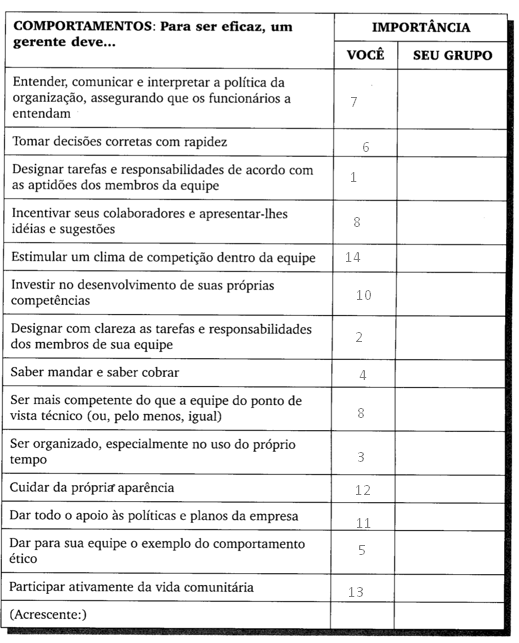 COMPORTAMENTOS: Para ser eficaz, um
gerente deve...
IMPORTÂNCIA
VOCÊ
SEU GRUPO
Entender, comunicar e interpretar a política da
organização, assegurando que os funcionários a
entendam
7
Tomar decisões corretas com rapidez
6
Designar tarefas e responsabilidades de acordo com
as aptidões dos membros da equipe
1
Incentivar seus colaboradores e apresentar-lhes
idéias e sugestões
8
Estimular um clima de competição dentro da equipe
14
Investir no desenvolvimento de suas próprias
competências
10
Designar com clareza as tarefas e responsabilidades
dos membros de sua equipe
2
Saber mandar e saber cobrar
4
Ser mais competente do que a equipe do ponto de
vista técnico (ou, pelo menos, igual)
8
Ser organizado, especialmente no uso do próprio
tempo
3
Cuidar da própria aparência
12
Dar todo o apoio às políticas e planos da empresa
11
Dar para sua equipe o exemplo do comportamento
ético
5
Participar ativamente da vida comunitária
13
(Acrescente:)